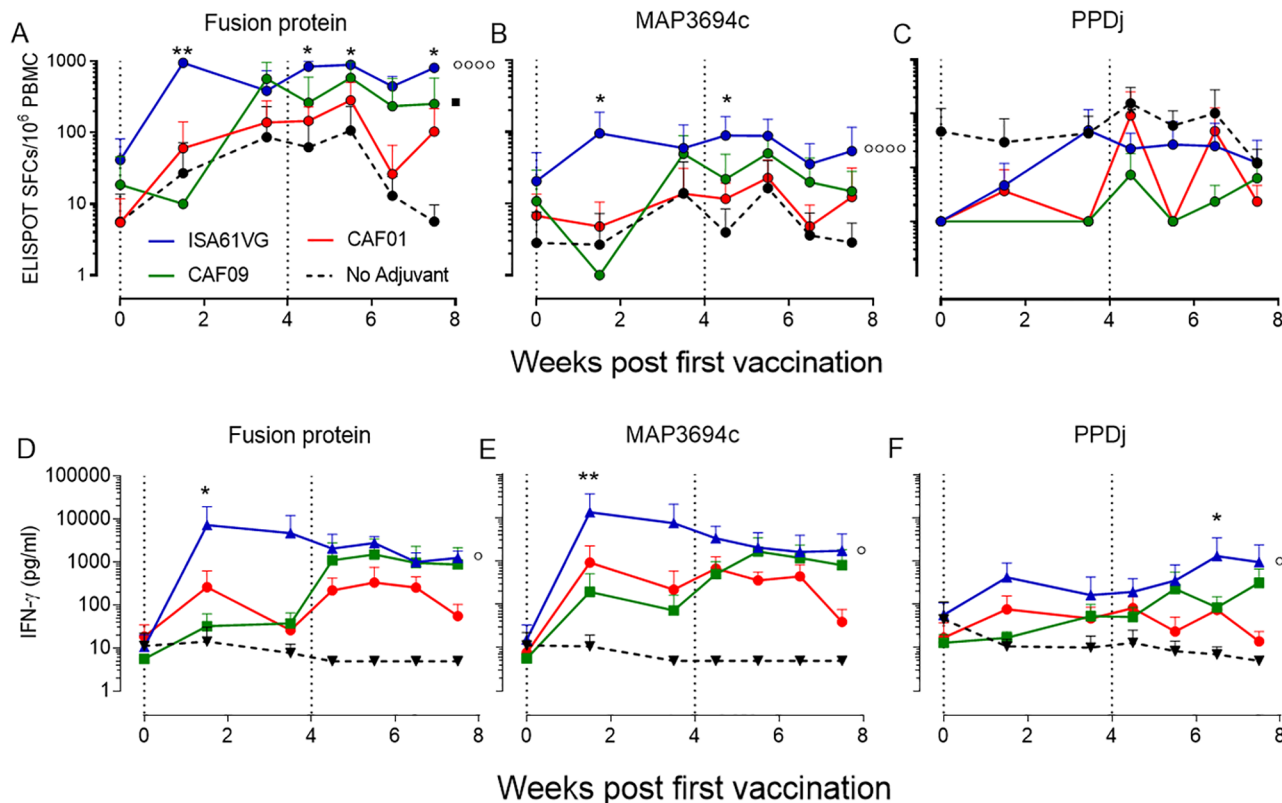 A
Fusion protein
B
MAP3694c
C
PPDj
ELISPOT SFCs/10⁶ PBMC
1000
100
10
1
**
*
*
*
○○○○
■
*
*
○○○○
ISA61VG
CAF01
CAF09
No Adjuvant
0 2 4 6 8
0 2 4 6 8
0 2 4 6 8
Weeks post first vaccination
D
Fusion protein
E
MAP3694c
F
PPDj
IFN-γ (pg/ml)
100000
10000
1000
100
10
1
*
○
**
○
*
○
0 2 4 6 8
0 2 4 6 8
0 2 4 6 8
Weeks post first vaccination